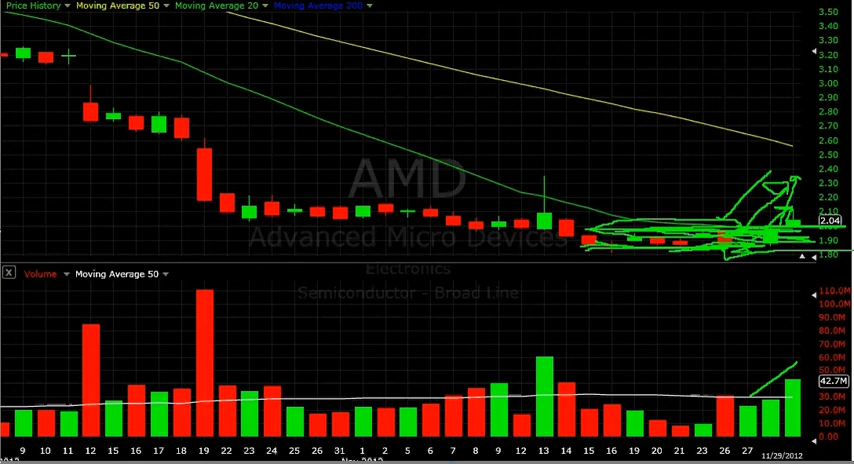 Price History Moving Average 50 Moving Average 20 Moving Average 200
3.50
3.40
3.30
3.20
3.10
3.00
2.90
2.80
2.70
2.60
2.50
2.40
2.30
2.20
2.10
2.04
2.00
1.90
1.80
AMD
Advanced Micro Devices
Electronics
Semiconductor - Broad Line
X Volume Moving Average 50
110.0M
100.0M
90.0M
80.0M
70.0M
60.0M
50.0M
42.7M
40.0M
30.0M
20.0M
10.0M
9 10 11 12 15 16 17 18 19 22 23 24 25 26 31 1 2 5 6 7 8 9 12 13 14 15 16 19 20 21 23 26 27 11/29/2012
2012 Nov 2012